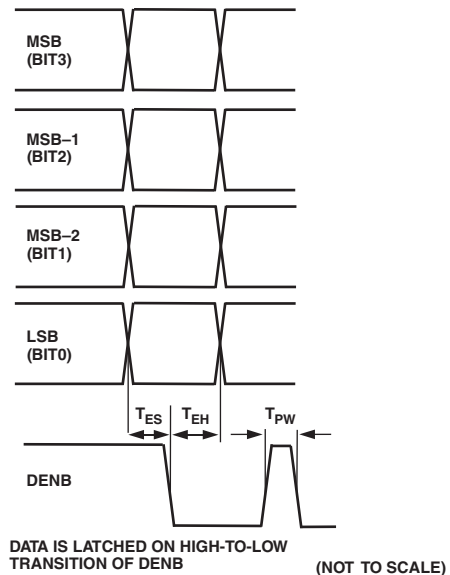 MSB
(BIT3)
MSB–1
(BIT2)
MSB–2
(BIT1)
LSB
(BIT0)
TES TEH TPW
DENB
DATA IS LATCHED ON HIGH-TO-LOW
TRANSITION OF DENB
(NOT TO SCALE)